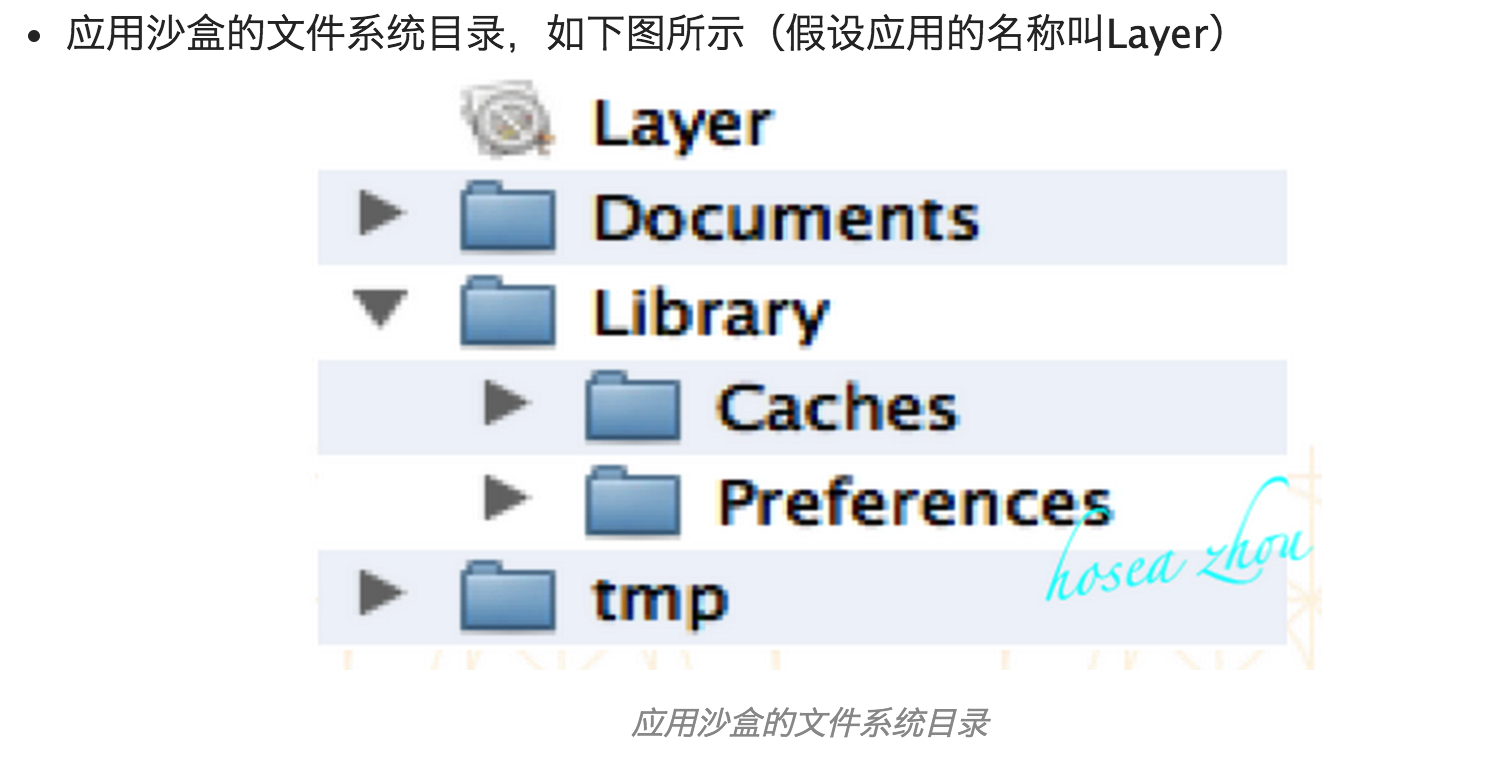 应用沙盒的文件系统目录，如下图所示（假设应用的名称叫Layer）
Layer
Documents
Library
Caches
Preferences
hosea zhou
tmp
应用沙盒的文件系统目录